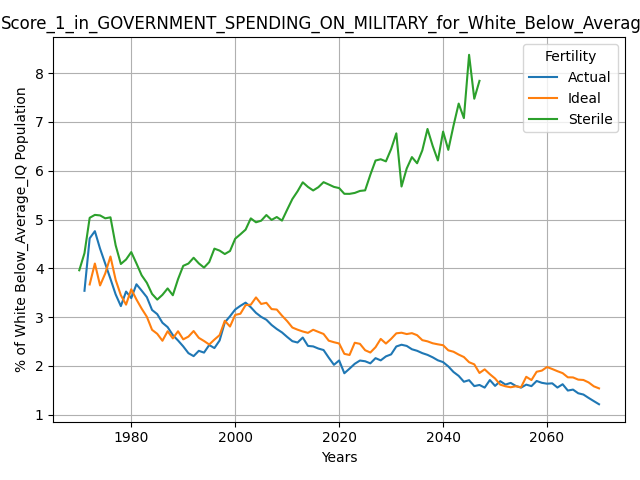 Score_1_in_GOVERNMENT_SPENDING_ON_MILITARY_for_White_Below_Averag
Fertility
Actual
Ideal
Sterile
% of White Below_Average_IQ Population
8
7
6
5
4
3
2
1
1980 2000 2020 2040 2060
Years